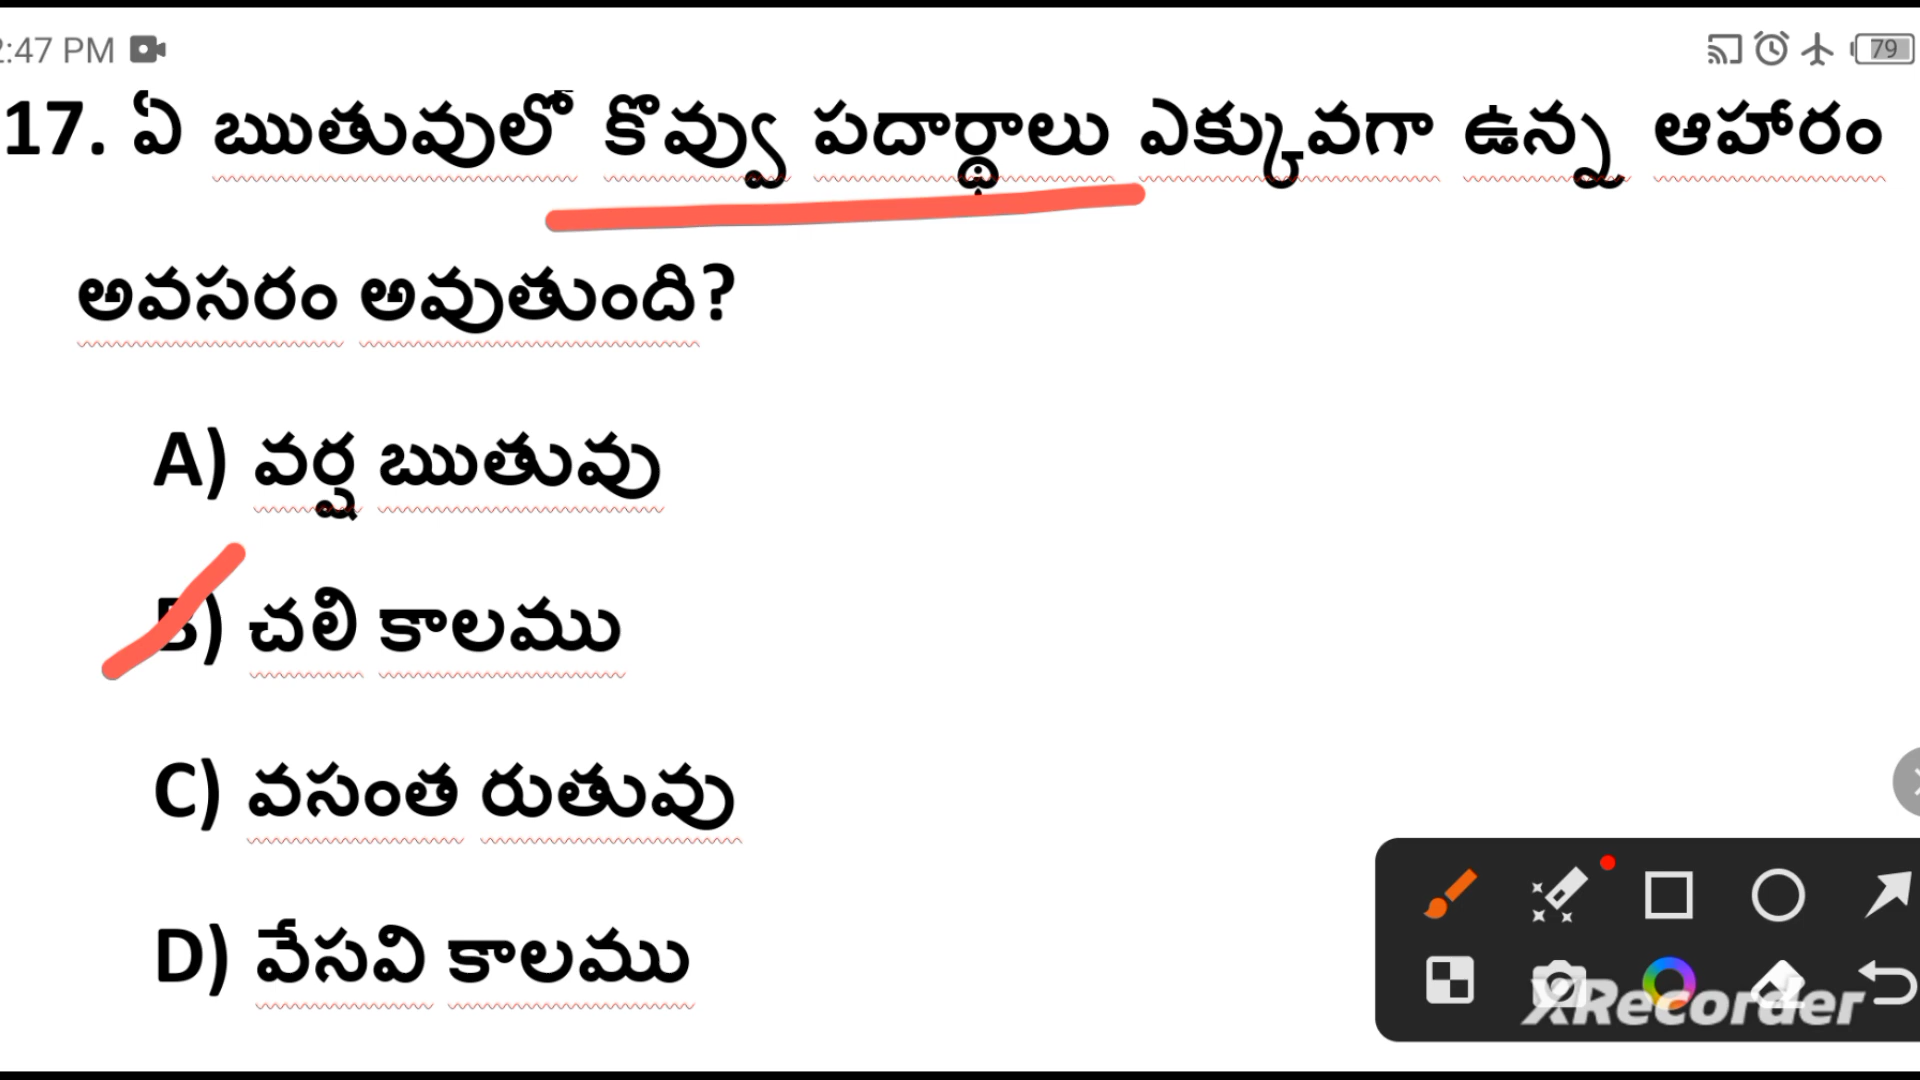 2:47 PM
79
17. ఏ ఋతువులో కొవ్వు పదార్థాలు ఎక్కువగా ఉన్న ఆహారం
అవసరం అవుతుంది?
A) వర్ష ఋతువు
B) చలి కాలము
C) వసంత రుతువు
D) వేసవి కాలము
XRecorder